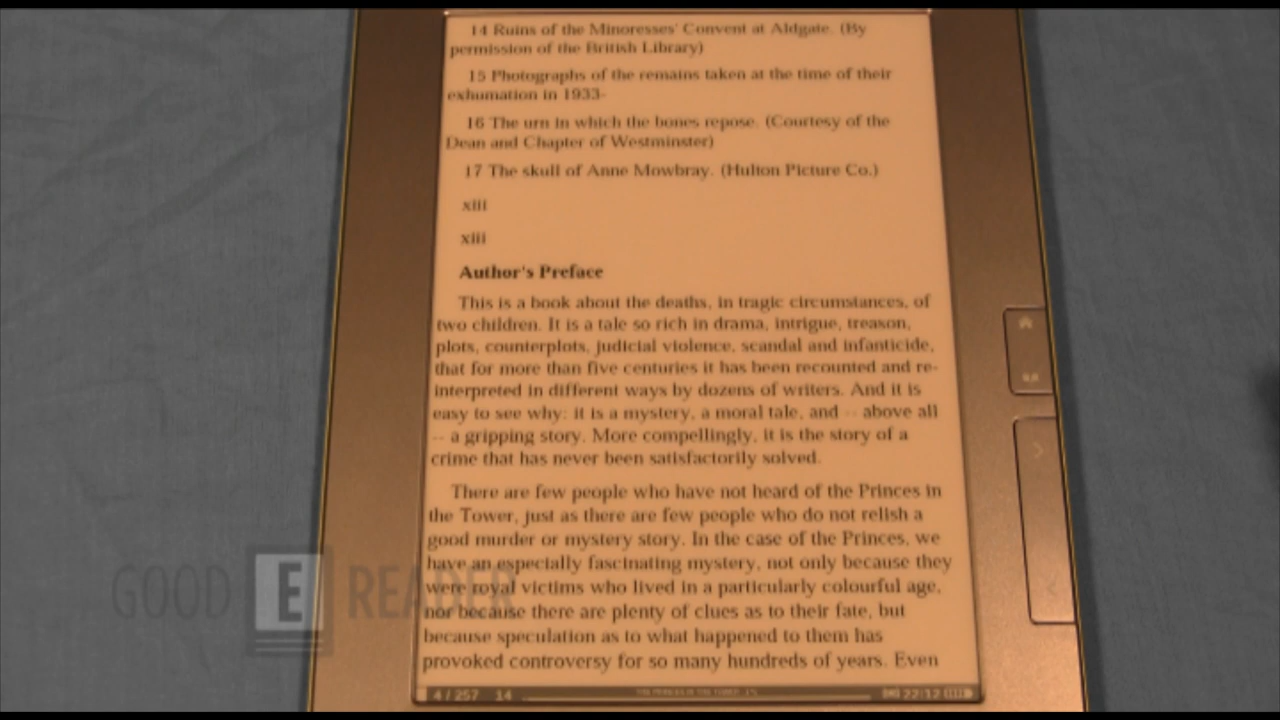 14 Ruins of the Minoresses' Convent at Aldgate. (By
permission of the British Library)
15 Photographs of the remains taken at the time of their
exhumation in 1933-
16 The urn in which the bones repose. (Courtesy of the
Dean and Chapter of Westminster)
17 The skull of Anne Mowbray. (Hulton Picture Co.)
xiii
xiii
Author's Preface
This is a book about the deaths, in tragic circumstances, of
two children. It is a tale so rich in drama, intrigue, treason,
plots, counterplots, judicial violence, scandal and infanticide,
that for more than five centuries it has been recounted and re-
interpreted in different ways by dozens of writers. And it is
easy to see why: it is a mystery, a moral tale, and -- above all
-- a gripping story. More compellingly, it is the story of a
crime that has never been satisfactorily solved.
There are few people who have not heard of the Princes in
the Tower, just as there are few people who do not relish a
good murder or mystery story. In the case of the Princes, we
have an especially fascinating mystery, not only because they
were royal victims who lived in a particularly colourful age,
nor because there are plenty of clues as to their fate, but
because speculation as to what happened to them has
provoked controversy for so many hundreds of years. Even
4 / 257 14 22:12
GOOD E READER